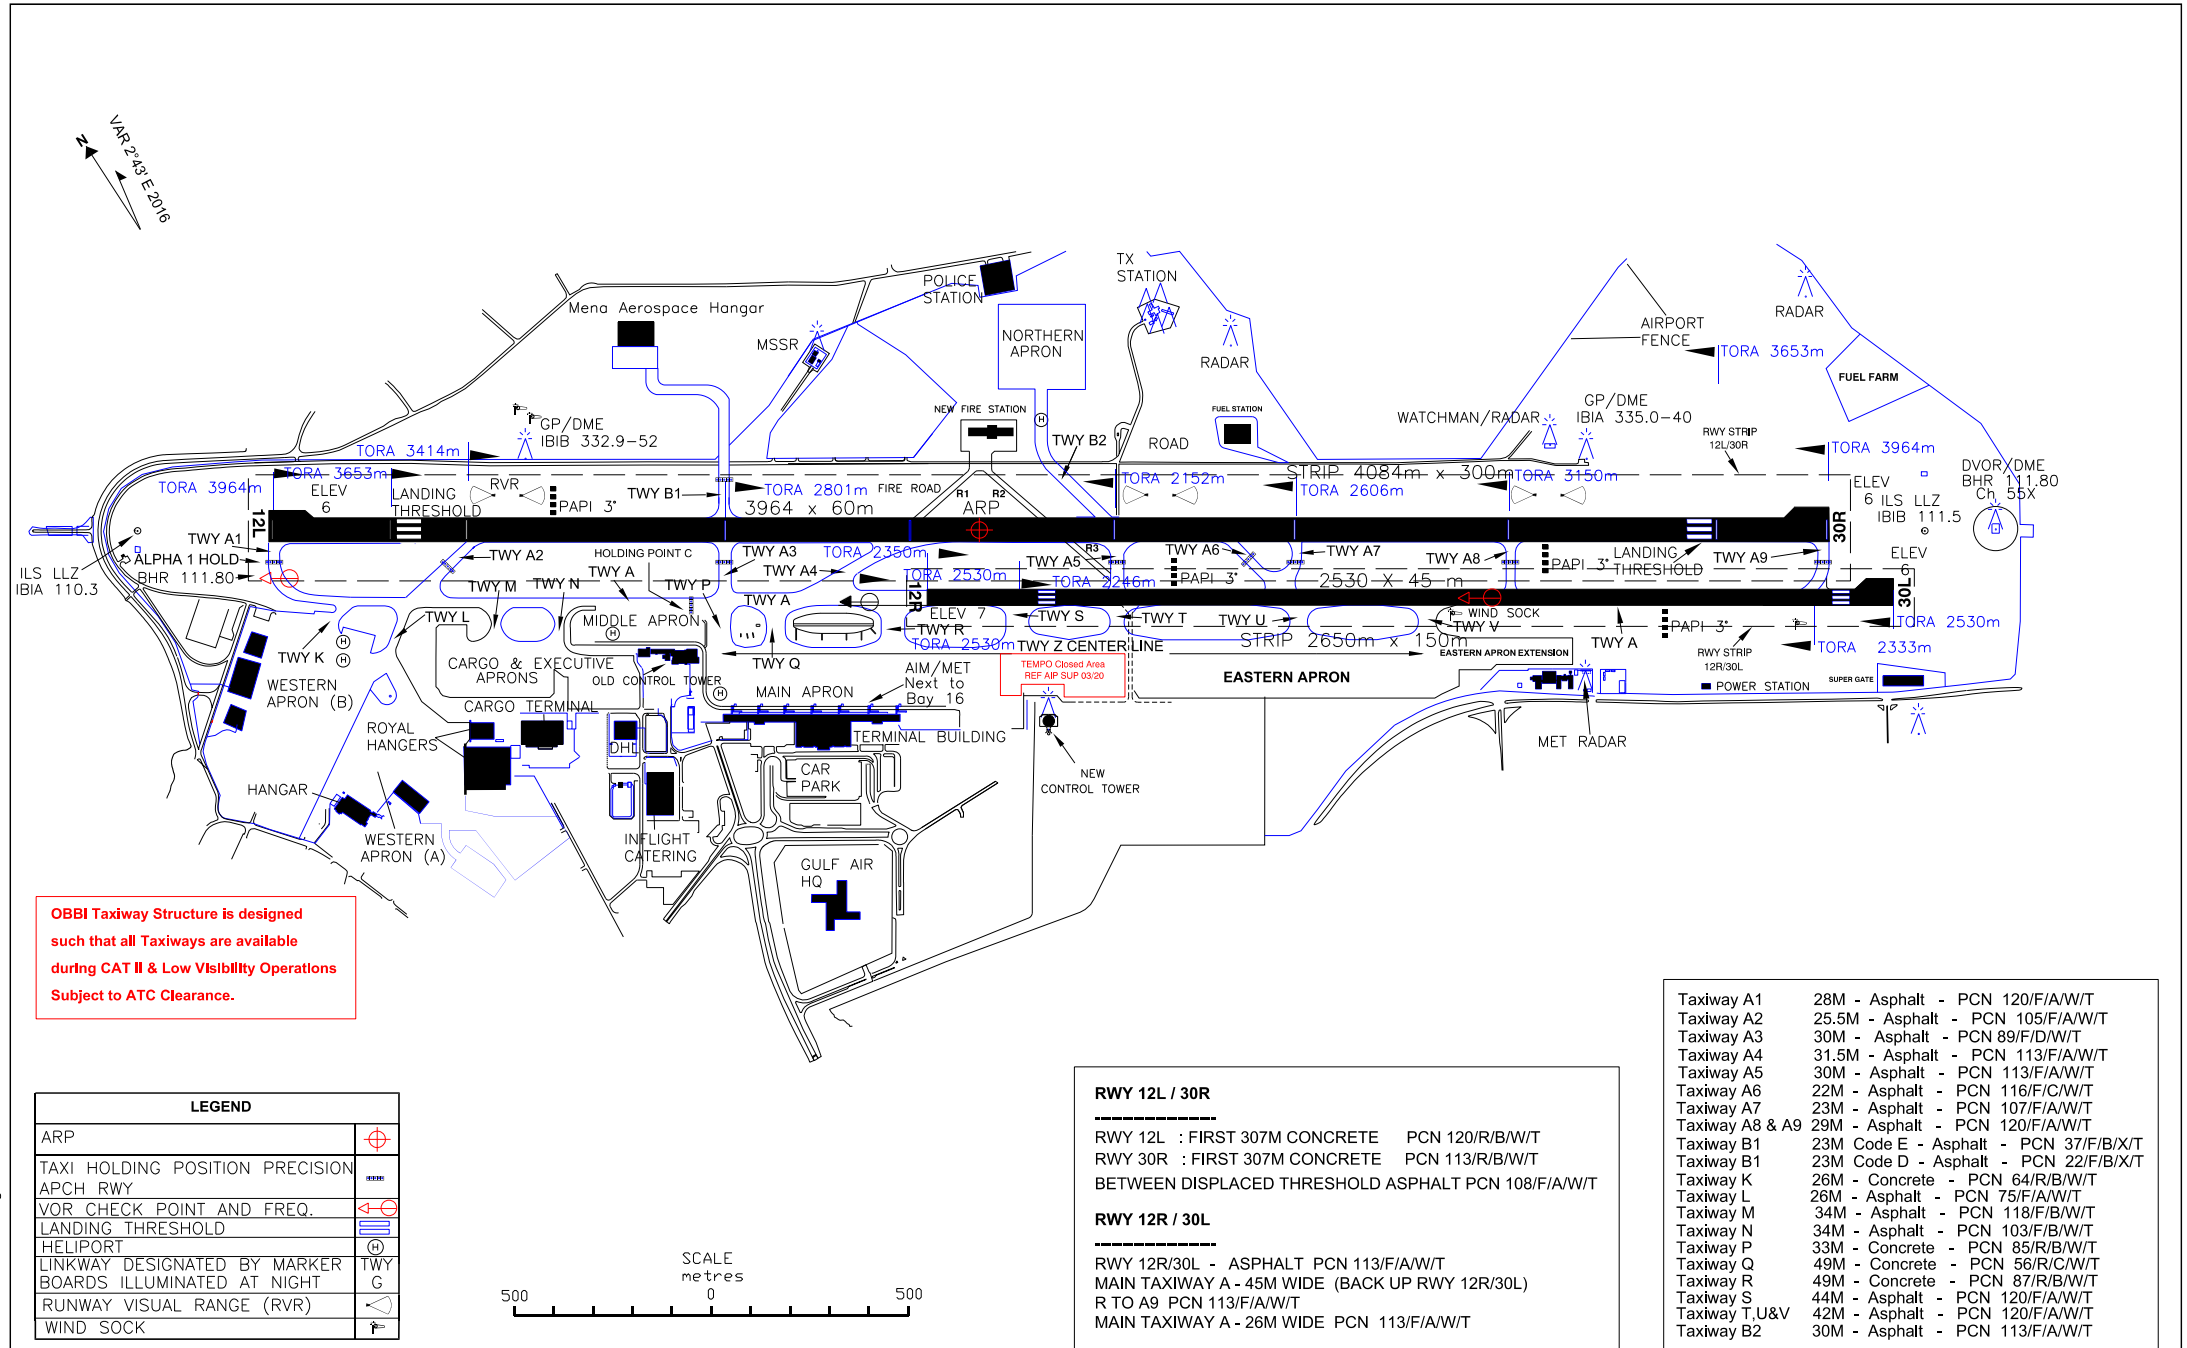 VAR 2°43' E 2016
N
POLICE
STATION
TX
STATION
Mena Aerospace Hangar
MSSR
NORTHERN
APRON
RADAR
RADAR
AIRPORT
FENCE
TORA 3653m
FUEL FARM
NEW FIRE STATION
FUEL STATION
WATCHMAN/RADAR
GP/DME
IBIA 335.0-40
GP/DME
IBIB 332.9-52
TORA 3414m
TWY B2
ROAD
RWY STRIP
12L/30R
TORA 3964m
TORA 3964m
TORA 3653m
ELEV
6
LANDING
THRESHOLD
RVR
PAPI 3°
TWY B1
TORA 2801m
3964 x 60m
FIRE ROAD
R1
R2
ARP
TORA 2152m
STRIP 4084m x 300m
TORA 2606m
TORA 3150m
DVOR/DME
BHR 111.80
Ch 55X
ELEV
6
ILS LLZ
IBIB 111.5
12L
30R
TWY A1
ALPHA 1 HOLD
BHR 111.80
ILS LLZ
IBIA 110.3
TWY A2
HOLDING POINT C
TWY A3
TORA 2350m
R3
TWY A5
TWY A6
TWY A7
TWY A8
LANDING
THRESHOLD
TWY A9
ELEV
6
TWY M
TWY N
TWY A
TWY P
TWY A4
TORA 2530m
TORA 2246m
PAPI 3°
2530 X 45 m
PAPI 3°
12R
30L
TWY L
MIDDLE APRON
TWY A
ELEV 7
TWY R
TORA 2530m
TWY S
TWY T
TWY U
WIND SOCK
TWY V
STRIP 2650m x 150m
TWY A
PAPI 3°
TORA 2530m
TWY K
TWY Q
TWY Z CENTER LINE
EASTERN APRON EXTENSION
RWY STRIP
12R/30L
TORA 2333m
CARGO & EXECUTIVE
APRONS
OLD CONTROL TOWER
AIM/MET
Next to
Bay 16
TEMPO Closed Area
REF AIP SUP 03/20
EASTERN APRON
POWER STATION
SUPER GATE
WESTERN
APRON (B)
MAIN APRON
CARGO TERMINAL
ROYAL
HANGERS
DHL
TERMINAL BUILDING
MET RADAR
NEW
CONTROL TOWER
CAR
PARK
HANGAR
WESTERN
APRON (A)
INFLIGHT
CATERING
GULF AIR
HQ
H
H
H
H
H
OBBI Taxiway Structure is designed
such that all Taxiways are available
during CAT II & Low Visibility Operations
Subject to ATC Clearance.
LEGEND
ARP
TAXI HOLDING POSITION PRECISION
APCH RWY
VOR CHECK POINT AND FREQ.
LANDING THRESHOLD
HELIPORT H
LINKWAY DESIGNATED BY MARKER TWY
BOARDS ILLUMINATED AT NIGHT G
RUNWAY VISUAL RANGE (RVR)
WIND SOCK
SCALE
metres
500 0 500
RWY 12L / 30R
------------
RWY 12L : FIRST 307M CONCRETE PCN 120/R/B/W/T
RWY 30R : FIRST 307M CONCRETE PCN 113/R/B/W/T
BETWEEN DISPLACED THRESHOLD ASPHALT PCN 108/F/A/W/T
RWY 12R / 30L
------------
RWY 12R/30L - ASPHALT PCN 113/F/A/W/T
MAIN TAXIWAY A - 45M WIDE (BACK UP RWY 12R/30L)
R TO A9 PCN 113/F/A/W/T
MAIN TAXIWAY A - 26M WIDE PCN 113/F/A/W/T
Taxiway A1 28M - Asphalt - PCN 120/F/A/W/T
Taxiway A2 25.5M - Asphalt - PCN 105/F/A/W/T
Taxiway A3 30M - Asphalt - PCN 89/F/D/W/T
Taxiway A4 31.5M - Asphalt - PCN 113/F/A/W/T
Taxiway A5 30M - Asphalt - PCN 113/F/A/W/T
Taxiway A6 22M - Asphalt - PCN 116/F/C/W/T
Taxiway A7 23M - Asphalt - PCN 107/F/A/W/T
Taxiway A8 & A9 29M - Asphalt - PCN 120/F/A/W/T
Taxiway B1 23M Code E - Asphalt - PCN 37/F/B/X/T
Taxiway B1 23M Code D - Asphalt - PCN 22/F/B/X/T
Taxiway K 26M - Concrete - PCN 64/R/B/W/T
Taxiway L 26M - Asphalt - PCN 75/F/A/W/T
Taxiway M 34M - Asphalt - PCN 118/F/B/W/T
Taxiway N 34M - Asphalt - PCN 103/F/B/W/T
Taxiway P 33M - Concrete - PCN 85/R/B/W/T
Taxiway Q 49M - Concrete - PCN 56/R/C/W/T
Taxiway R 49M - Concrete - PCN 87/R/B/W/T
Taxiway S 44M - Asphalt - PCN 120/F/A/W/T
Taxiway T,U&V 42M - Asphalt - PCN 120/F/A/W/T
Taxiway B2 30M - Asphalt - PCN 113/F/A/W/T